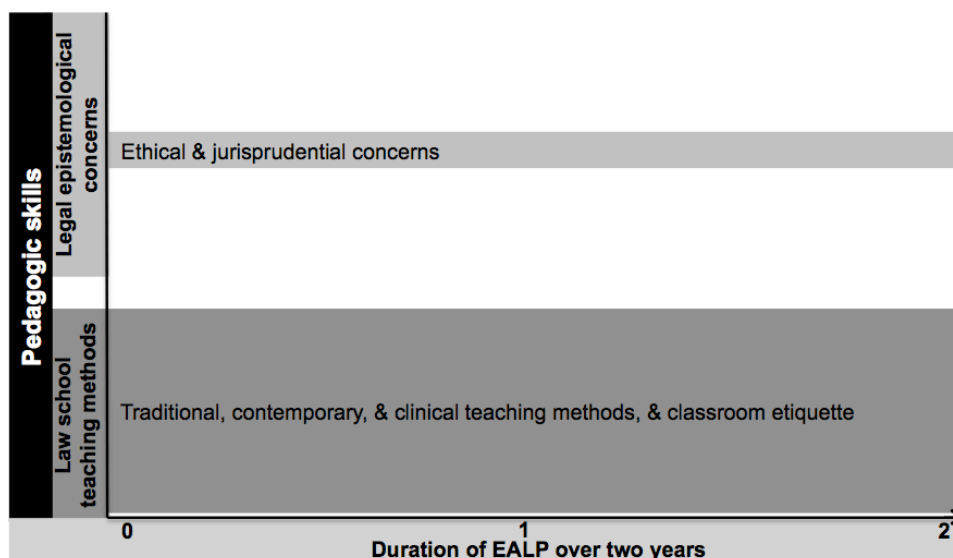 Pedagogic skills
Legal epistemological
concerns
Ethical & jurisprudential concerns
Law school
teaching methods
Traditional, contemporary, & clinical teaching methods, & classroom etiquette
0 1 2
Duration of EALP over two years